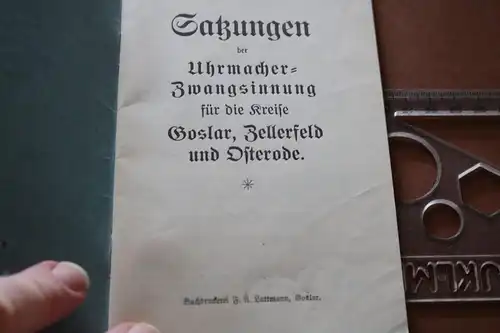 Satzungen
der
Uhrmacher-
Zwangsinnung
für die Kreise
Goslar, Zellerfeld
und Osterode.
Buchdruckerei F. A. Lattmann, Goslar.